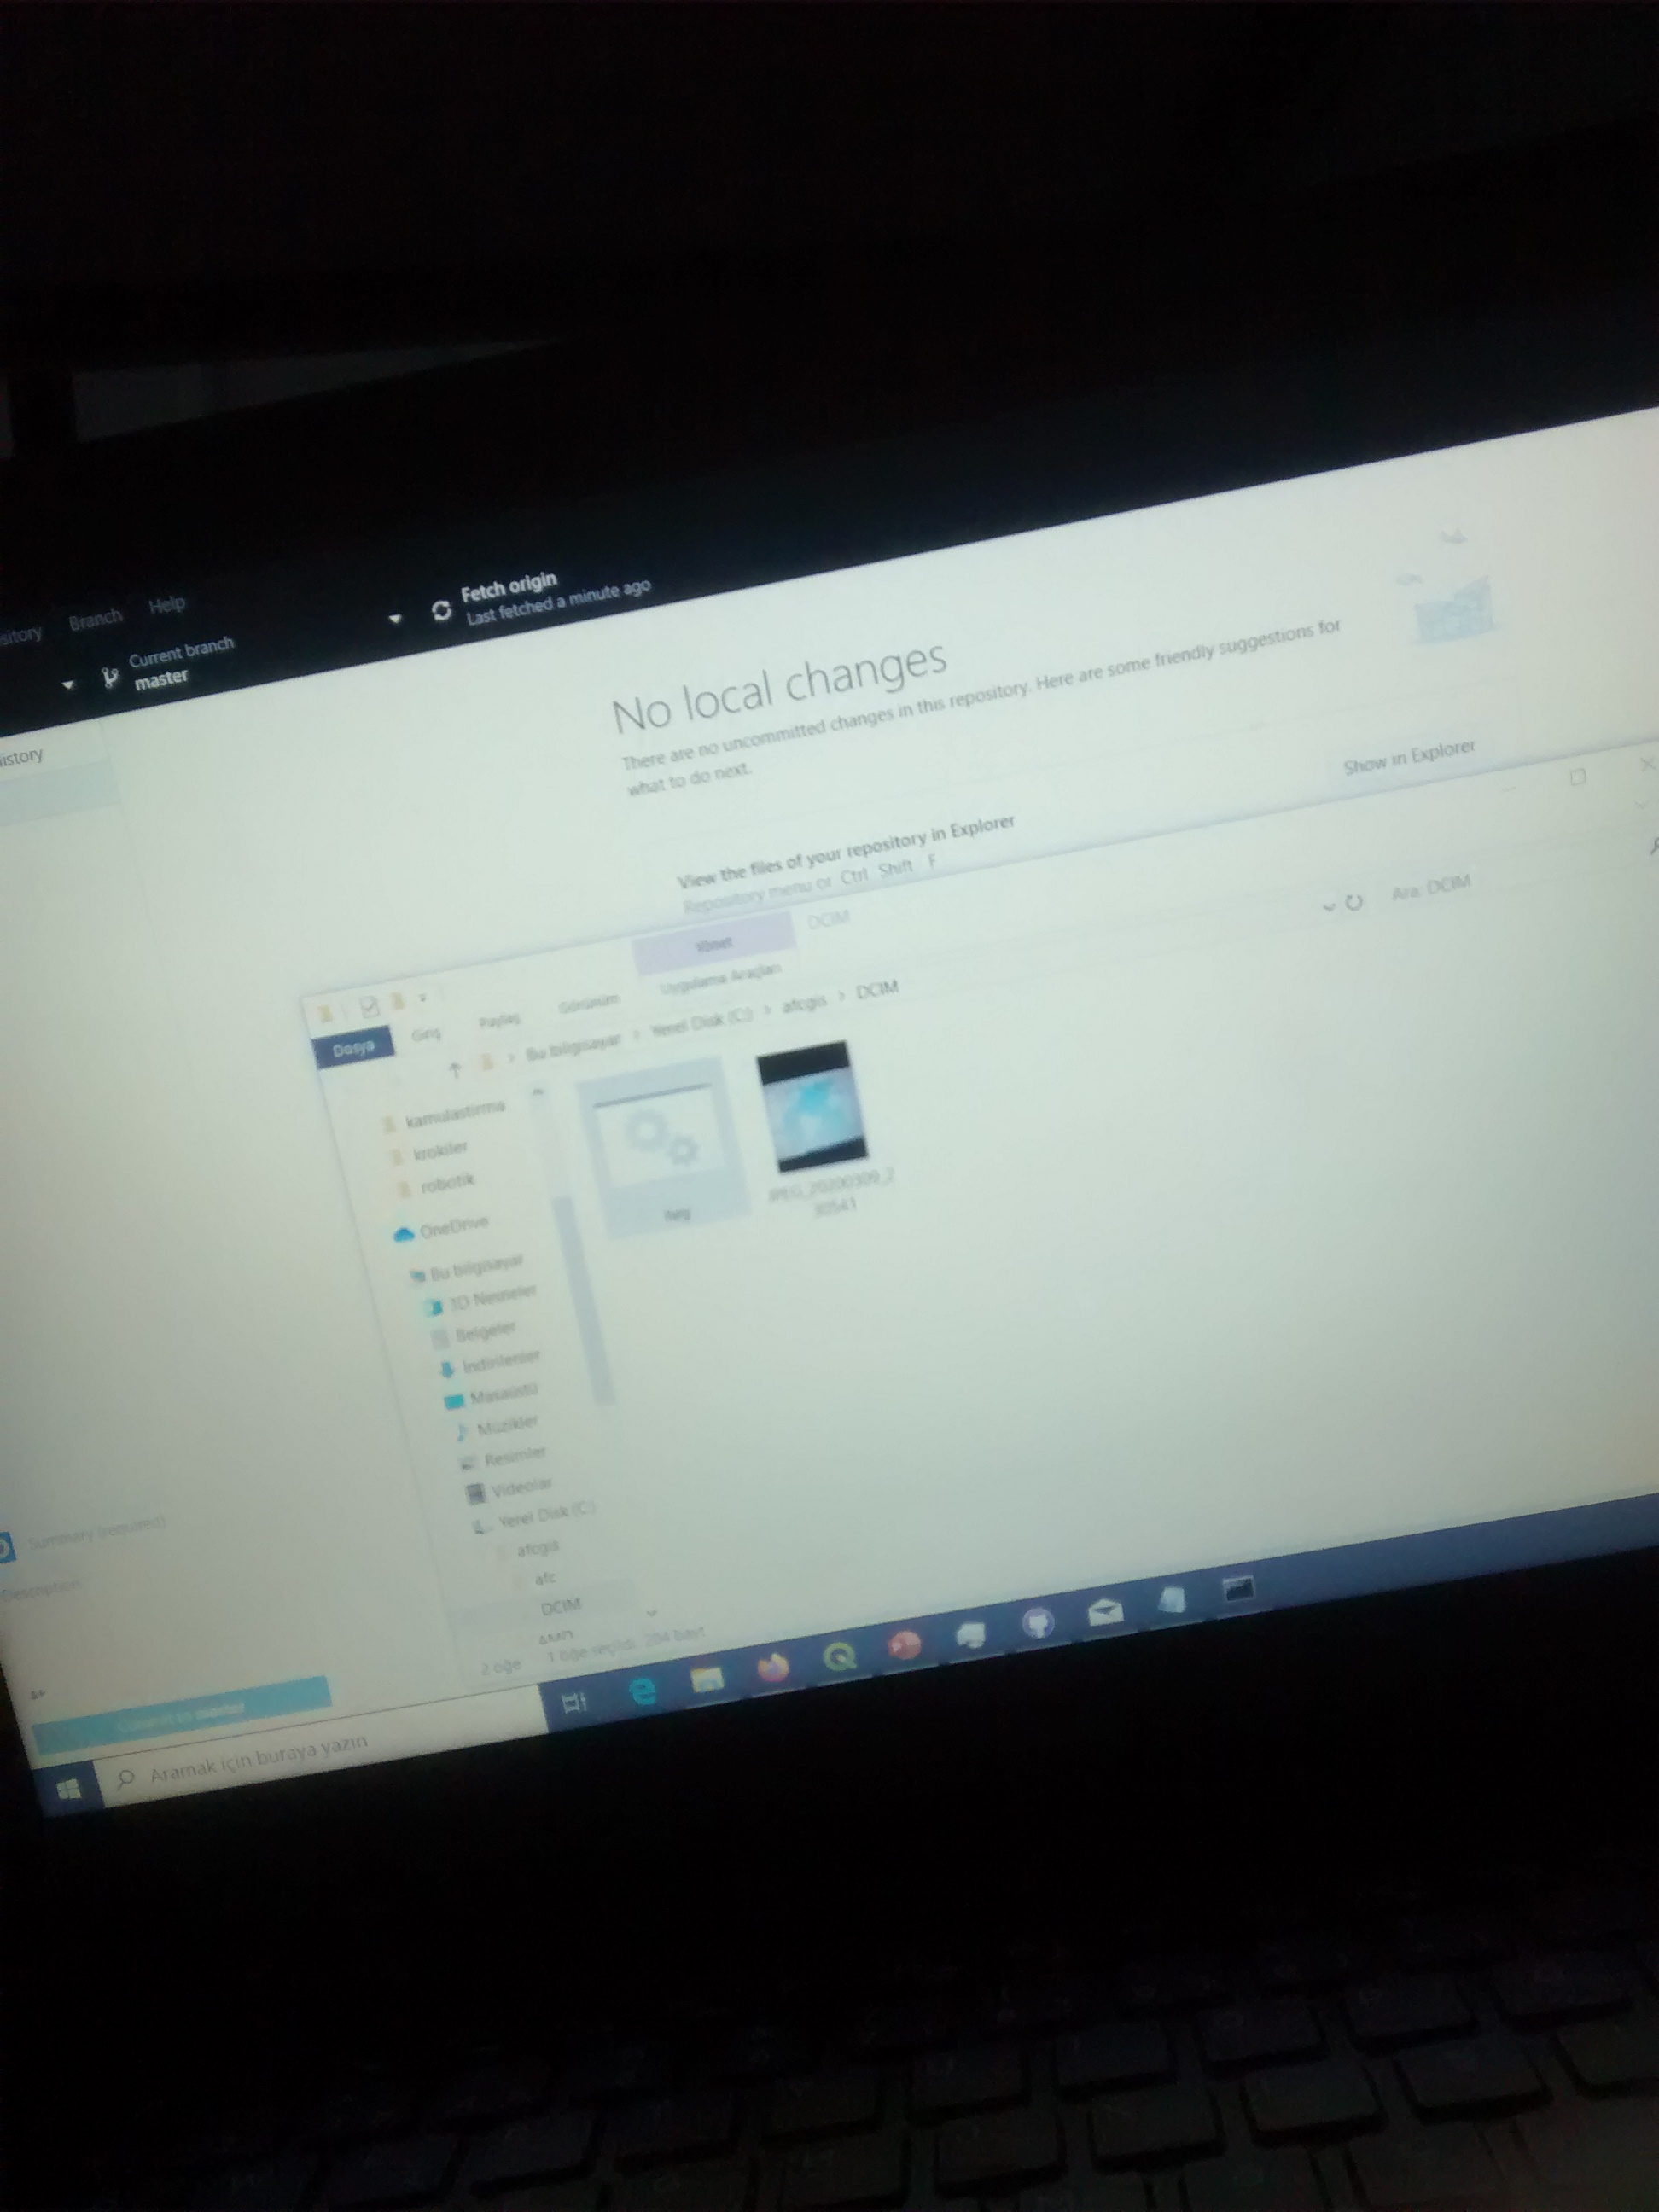 sitory Branch Help
Current branch
master
Fetch origin
Last fetched a minute ago
istory
No local changes
There are no uncommitted changes in this repository. Here are some friendly suggestions for
what to do next.
View the files of your repository in Explorer
Repository menu or Ctrl Shift F
Show in Explorer
Yönet
DCIM
Dosya
Giriş
Paylaş
Görünüm
Uygulama Araçları
Bu bilgisayar > Yerel Disk (C:) > afcgis > DCIM
Ara: DCIM
kamulastirma
krokiler
robotik
OneDrive
Bu bilgisayar
3D Nesneler
Belgeler
İndirilenler
Masaüstü
Müzikler
Resimler
Videolar
Yerel Disk (C:)
afcgis
afc
DCIM
JPEG_20200309_2
30541
2 öğe 1 öğe seçildi. 204 bayt
Summary (required)
Description
Commit to master
Aramak için buraya yazın